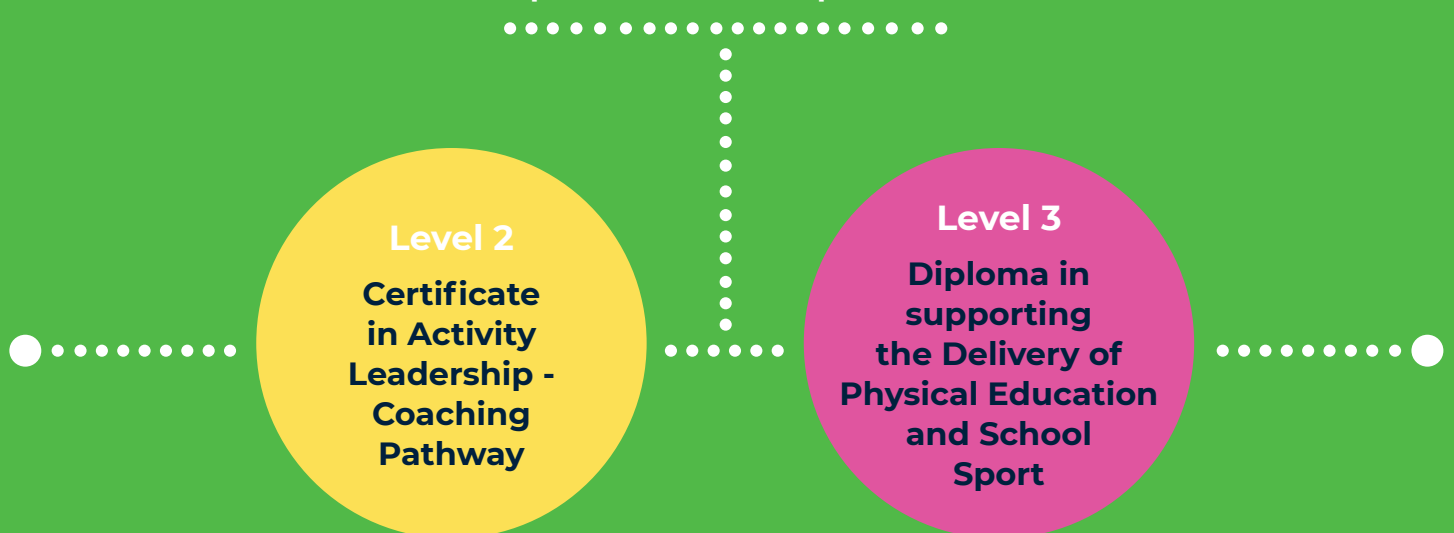 Level 2
Certificate
in Activity
Leadership -
Coaching
Pathway
Level 3
Diploma in
supporting
the Delivery of
Physical Education
and School
Sport